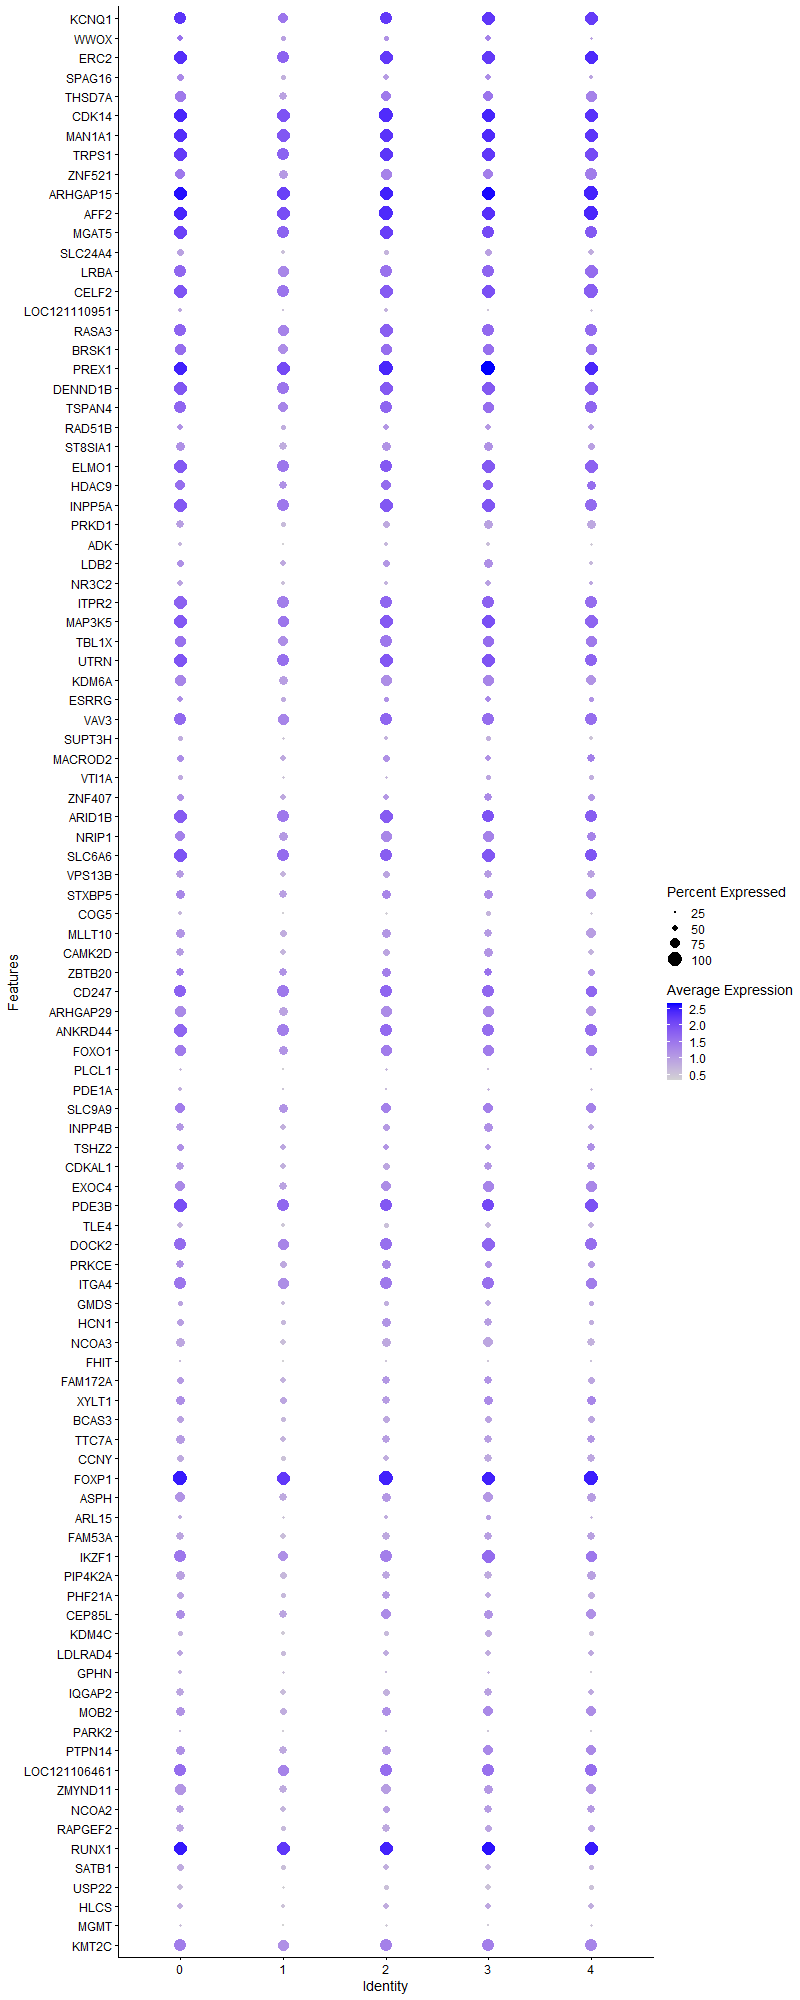 KCNQ1
WWOX
ERC2
SPAG16
THSD7A
CDK14
MAN1A1
TRPS1
ZNF521
ARHGAP15
AFF2
MGAT5
SLC24A4
LRBA
CELF2
LOC121110951
RASA3
BRSK1
PREX1
DENND1B
TSPAN4
RAD51B
ST8SIA1
ELMO1
HDAC9
INPP5A
PRKD1
ADK
LDB2
NR3C2
ITPR2
MAP3K5
TBL1X
UTRN
KDM6A
ESRRG
VAV3
SUPT3H
MACROD2
VTI1A
ZNF407
ARID1B
NRIP1
SLC6A6
VPS13B
STXBP5
COG5
MLLT10
CAMK2D
ZBTB20
CD247
ARHGAP29
ANKRD44
FOXO1
PLCL1
PDE1A
SLC9A9
INPP4B
TSHZ2
CDKAL1
EXOC4
PDE3B
TLE4
DOCK2
PRKCE
ITGA4
GMDS
HCN1
NCOA3
FHIT
FAM172A
XYLT1
BCAS3
TTC7A
CCNY
FOXP1
ASPH
ARL15
FAM53A
IKZF1
PIP4K2A
PHF21A
CEP85L
KDM4C
LDLRAD4
GPHN
IQGAP2
MOB2
PARK2
PTPN14
LOC121106461
ZMYND11
NCOA2
RAPGEF2
RUNX1
SATB1
USP22
HLCS
MGMT
KMT2C
Features
0 1 2 3 4
Identity
Percent Expressed
25
50
75
100
Average Expression
2.5
2.0
1.5
1.0
0.5